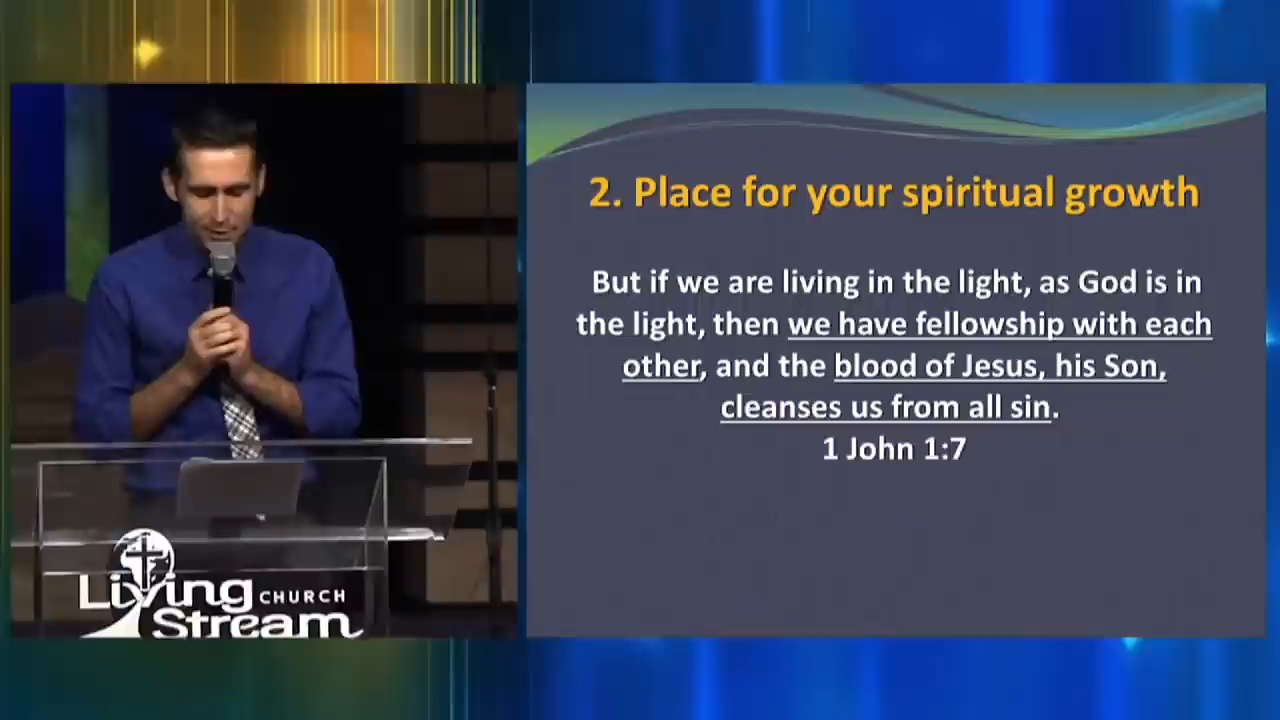 2. Place for your spiritual growth
But if we are living in the light, as God is in
the light, then we have fellowship with each
other, and the blood of Jesus, his Son,
cleanses us from all sin.
1 John 1:7
Living CHURCH
Stream